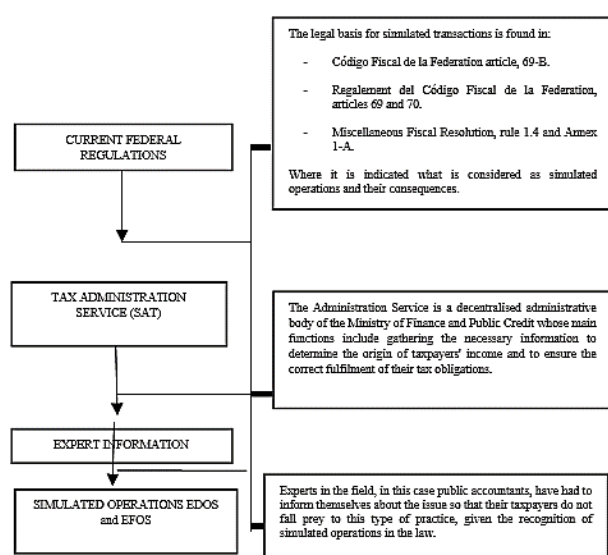 The legal basis for simulated transactions is found in:
- Código Fiscal de la Federation article, 69-B.
- Regalement del Código Fiscal de la Federation,
articles 69 and 70.
- Miscellaneous Fiscal Resolution, rule 1.4 and Annex
1-A.
Where it is indicated what is considered as simulated
operations and their consequences.
CURRENT FEDERAL
REGULATIONS
TAX ADMINISTRATION
SERVICE (SAT)
The Administration Service is a decentralised administrative
body of the Ministry of Finance and Public Credit whose main
functions include gathering the necessary information to
determine the origin of taxpayers' income and to ensure the
correct fulfilment of their tax obligations.
EXPERT INFORMATION
SIMULATED OPERATIONS EDOS
and EFOS
Experts in the field, in this case public accountants, have had to
inform themselves about the issue so that their taxpayers do not
fall prey to this type of practice, given the recognition of
simulated operations in the law.